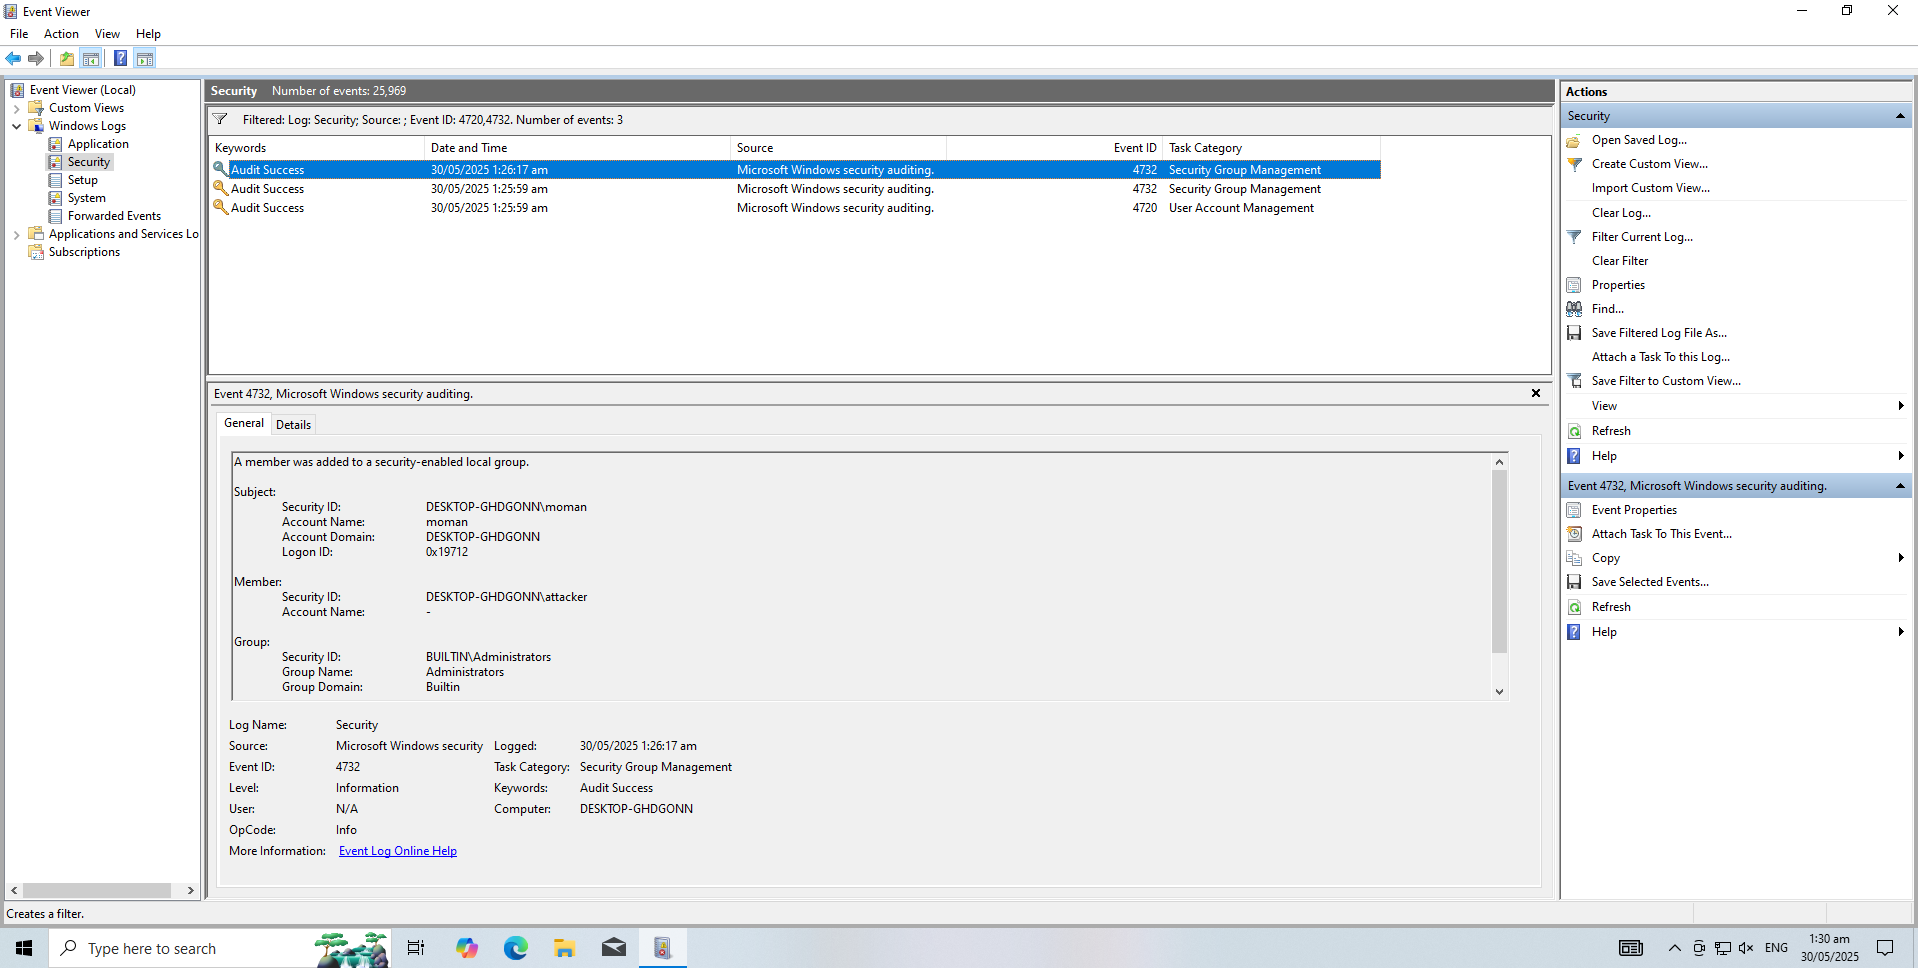 Event Viewer
File Action View Help
Event Viewer (Local)
Custom Views
Windows Logs
Application
Security
Setup
System
Forwarded Events
Applications and Services Lo
Subscriptions
Security Number of events: 25,969
Filtered: Log: Security; Source: ; Event ID: 4720,4732. Number of events: 3
Keywords Date and Time Source Event ID Task Category
Audit Success 30/05/2025 1:26:17 am Microsoft Windows security auditing. 4732 Security Group Management
Audit Success 30/05/2025 1:25:59 am Microsoft Windows security auditing. 4732 Security Group Management
Audit Success 30/05/2025 1:25:59 am Microsoft Windows security auditing. 4720 User Account Management
Event 4732, Microsoft Windows security auditing.
General Details
A member was added to a security-enabled local group.
Subject:
Security ID: DESKTOP-GHDGONN\moman
Account Name: moman
Account Domain: DESKTOP-GHDGONN
Logon ID: 0x19712
Member:
Security ID: DESKTOP-GHDGONN\attacker
Account Name: -
Group:
Security ID: BUILTIN\Administrators
Group Name: Administrators
Group Domain: Builtin
Log Name: Security
Source: Microsoft Windows security Logged: 30/05/2025 1:26:17 am
Event ID: 4732 Task Category: Security Group Management
Level: Information Keywords: Audit Success
User: N/A Computer: DESKTOP-GHDGONN
OpCode: Info
More Information: Event Log Online Help
Actions
Security
Open Saved Log...
Create Custom View...
Import Custom View...
Clear Log...
Filter Current Log...
Clear Filter
Properties
Find...
Save Filtered Log File As...
Attach a Task To this Log...
Save Filter to Custom View...
View
Refresh
Help
Event 4732, Microsoft Windows security auditing.
Event Properties
Attach Task To This Event...
Copy
Save Selected Events...
Refresh
Help
Creates a filter.
Type here to search
ENG
1:30 am
30/05/2025